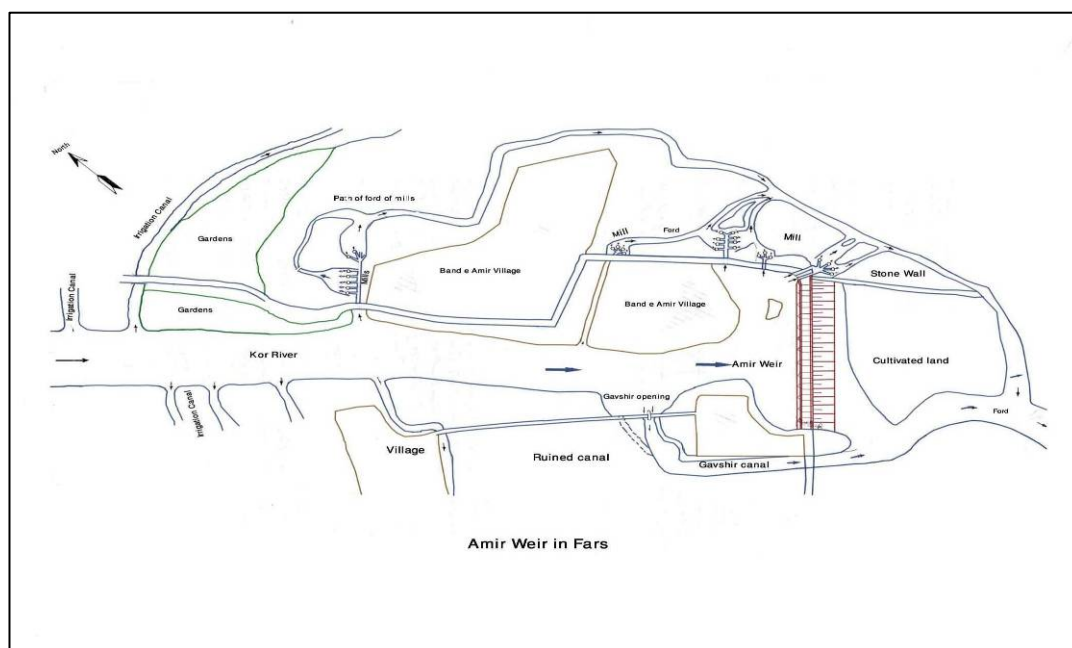 North
Irrigation Canal
Path of ford of mills
Gardens
Mill
Ford
Mill
Band e Amir Village
Stone Wall
Irrigation Canal
Mills
Gardens
Band e Amir Village
Kor River
Amir Weir
Cultivated land
Irrigation Canal
Gavshir opening
Ford
Village
Ruined canal
Gavshir canal
Amir Weir in Fars